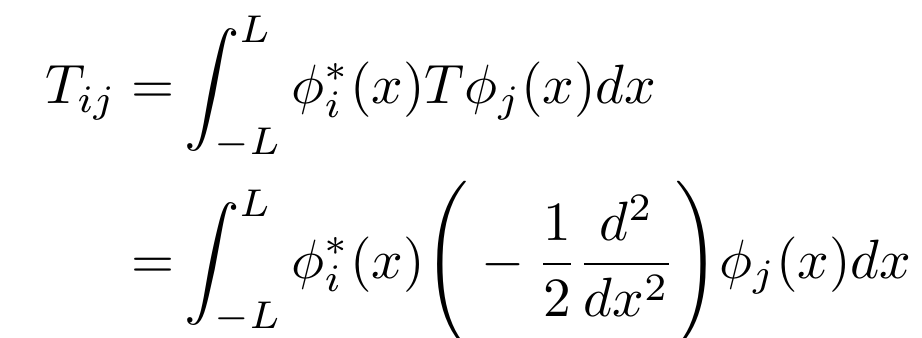 T_{ij} = \int_{-L}^{L} \phi_i^*(x) T \phi_j(x) dx
= \int_{-L}^{L} \phi_i^*(x) \left( -\frac{1}{2} \frac{d^2}{dx^2} \right) \phi_j(x) dx